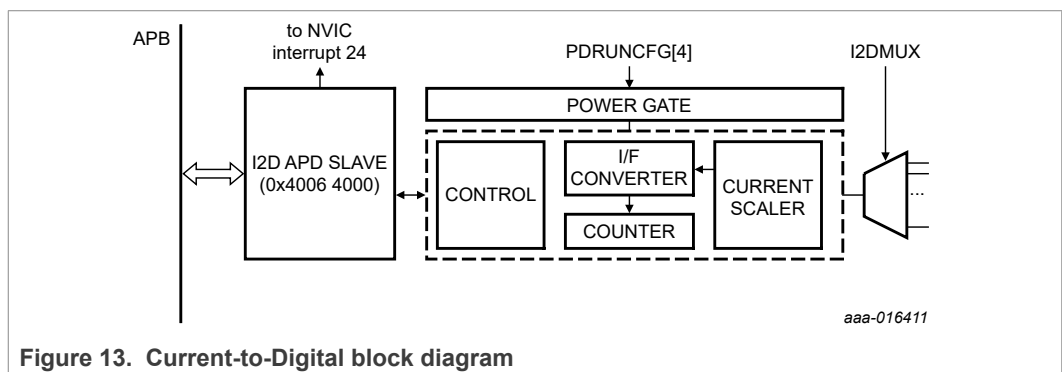 APB
to NVIC
interrupt 24
PDRUNCFG[4]
I2DMUX
POWER GATE
I2D APD SLAVE
(0x4006 4000)
CONTROL
I/F
CONVERTER
COUNTER
CURRENT
SCALER
...
aaa-016411
Figure 13. Current-to-Digital block diagram